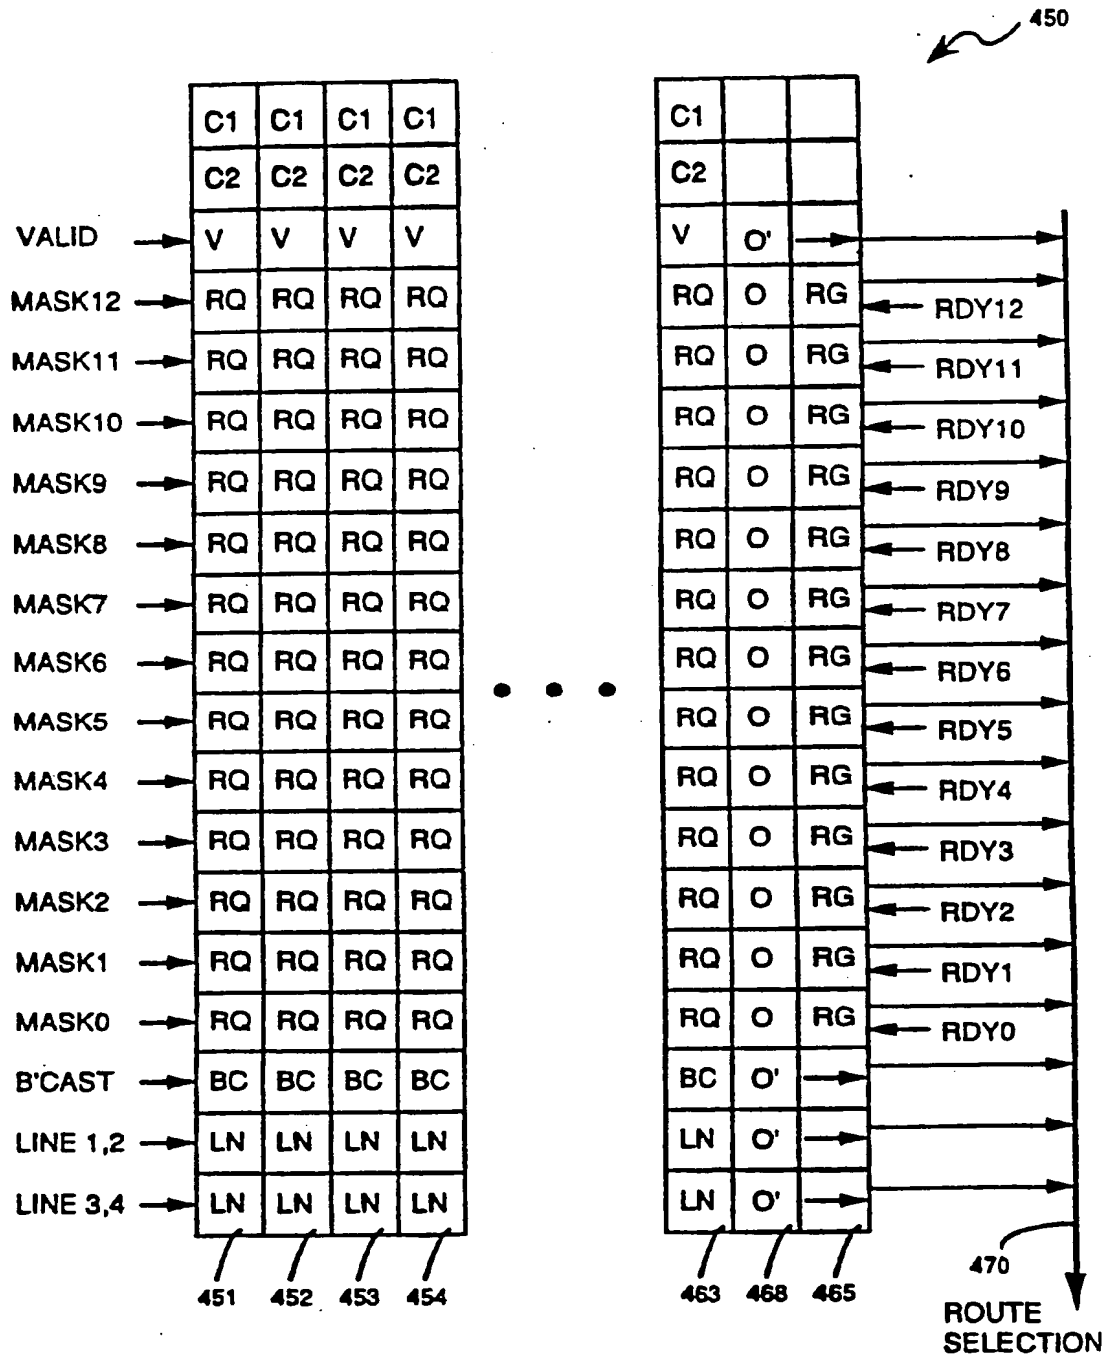 450
C1 C1 C1 C1 C1
C2 C2 C2 C2 C2
VALID V V V V V O'
MASK12 RQ RQ RQ RQ RQ O RG RDY12
MASK11 RQ RQ RQ RQ RQ O RG RDY11
MASK10 RQ RQ RQ RQ RQ O RG RDY10
MASK9 RQ RQ RQ RQ RQ O RG RDY9
MASK8 RQ RQ RQ RQ RQ O RG RDY8
MASK7 RQ RQ RQ RQ RQ O RG RDY7
MASK6 RQ RQ RQ RQ RQ O RG RDY6
MASK5 RQ RQ RQ RQ RQ O RG RDY5
MASK4 RQ RQ RQ RQ RQ O RG RDY4
MASK3 RQ RQ RQ RQ RQ O RG RDY3
MASK2 RQ RQ RQ RQ RQ O RG RDY2
MASK1 RQ RQ RQ RQ RQ O RG RDY1
MASK0 RQ RQ RQ RQ RQ O RG RDY0
B'CAST BC BC BC BC BC O'
LINE 1,2 LN LN LN LN LN O'
LINE 3,4 LN LN LN LN LN O'
451 452 453 454 463 468 465 470
ROUTE
SELECTION